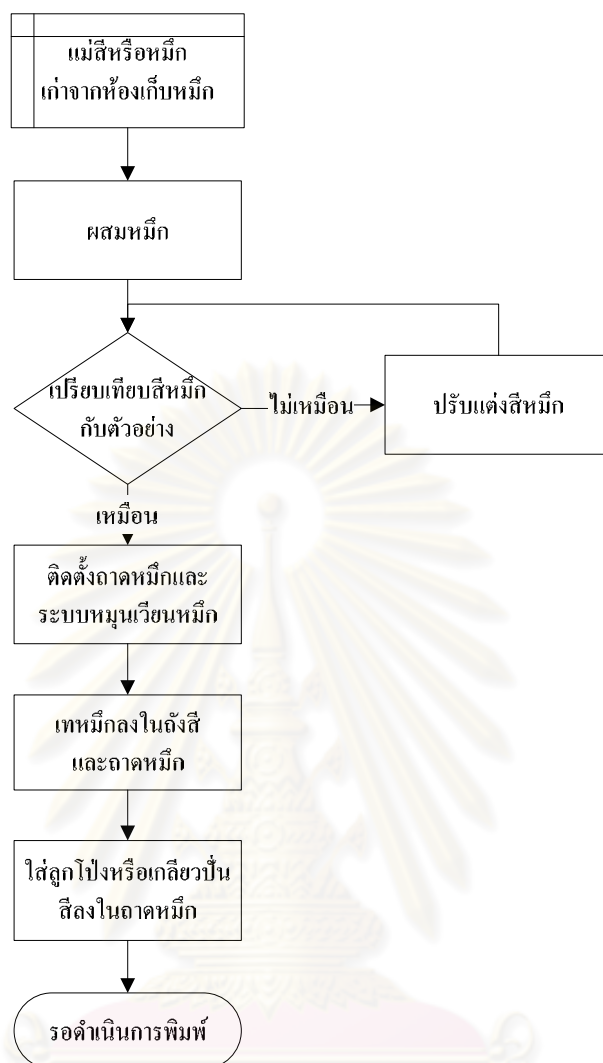 แม่สีหรือหมึก
เก่าจากห้องเก็บหมึก
ผสมหมึก
เปรียบเทียบสีหมึก
กับตัวอย่าง
ไม่เหมือน
ปรับแต่งสีหมึก
เหมือน
ติดตั้งถาดหมึกและ
ระบบหมุนเวียนหมึก
เทหมึกลงในถังสี
และถาดหมึก
ใส่ลูกโป่งหรือเกลียวปั่น
สีลงในถาดหมึก
รอดำเนินการพิมพ์